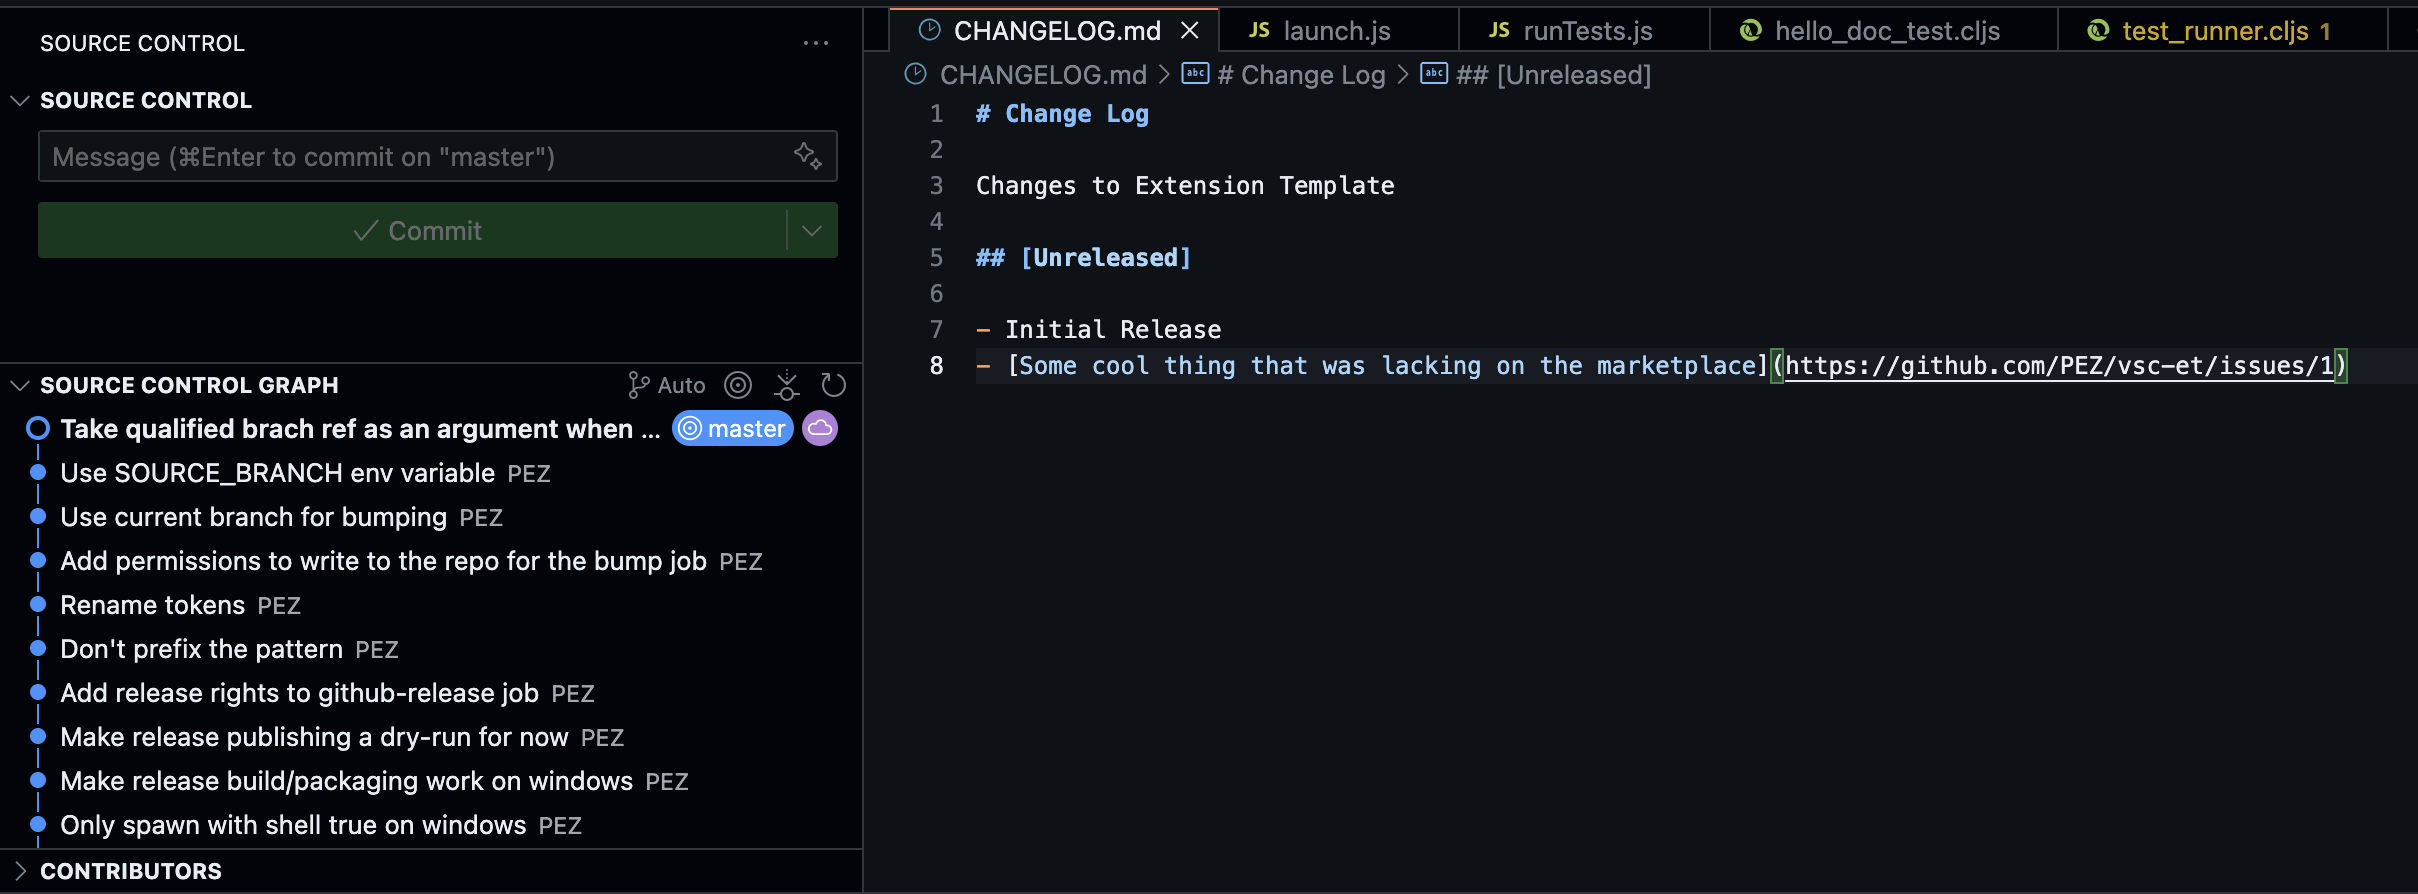 SOURCE CONTROL
SOURCE CONTROL
Message (⌘Enter to commit on "master")
Commit
SOURCE CONTROL GRAPH
Auto
Take qualified brach ref as an argument when ... master
Use SOURCE_BRANCH env variable PEZ
Use current branch for bumping PEZ
Add permissions to write to the repo for the bump job PEZ
Rename tokens PEZ
Don't prefix the pattern PEZ
Add release rights to github-release job PEZ
Make release publishing a dry-run for now PEZ
Make release build/packaging work on windows PEZ
Only spawn with shell true on windows PEZ
CONTRIBUTORS
CHANGELOG.md
JS launch.js
JS runTests.js
hello_doc_test.cljs
test_runner.cljs 1
CHANGELOG.md > abc # Change Log > abc ## [Unreleased]
1 # Change Log
2
3 Changes to Extension Template
4
5 ## [Unreleased]
6
7 - Initial Release
8 - [Some cool thing that was lacking on the marketplace](https://github.com/PEZ/vsc-et/issues/1)